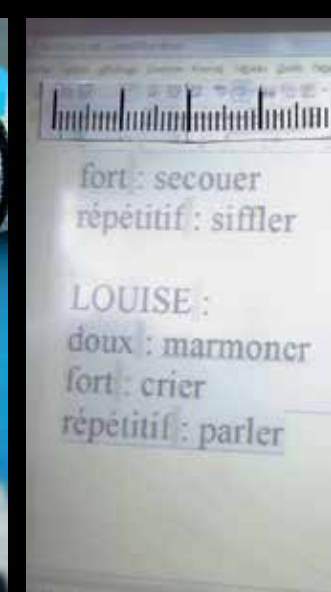 fort : secouer
répétitif : siffler
LOUISE :
doux : marmoner
fort : crier
répétitif : parler